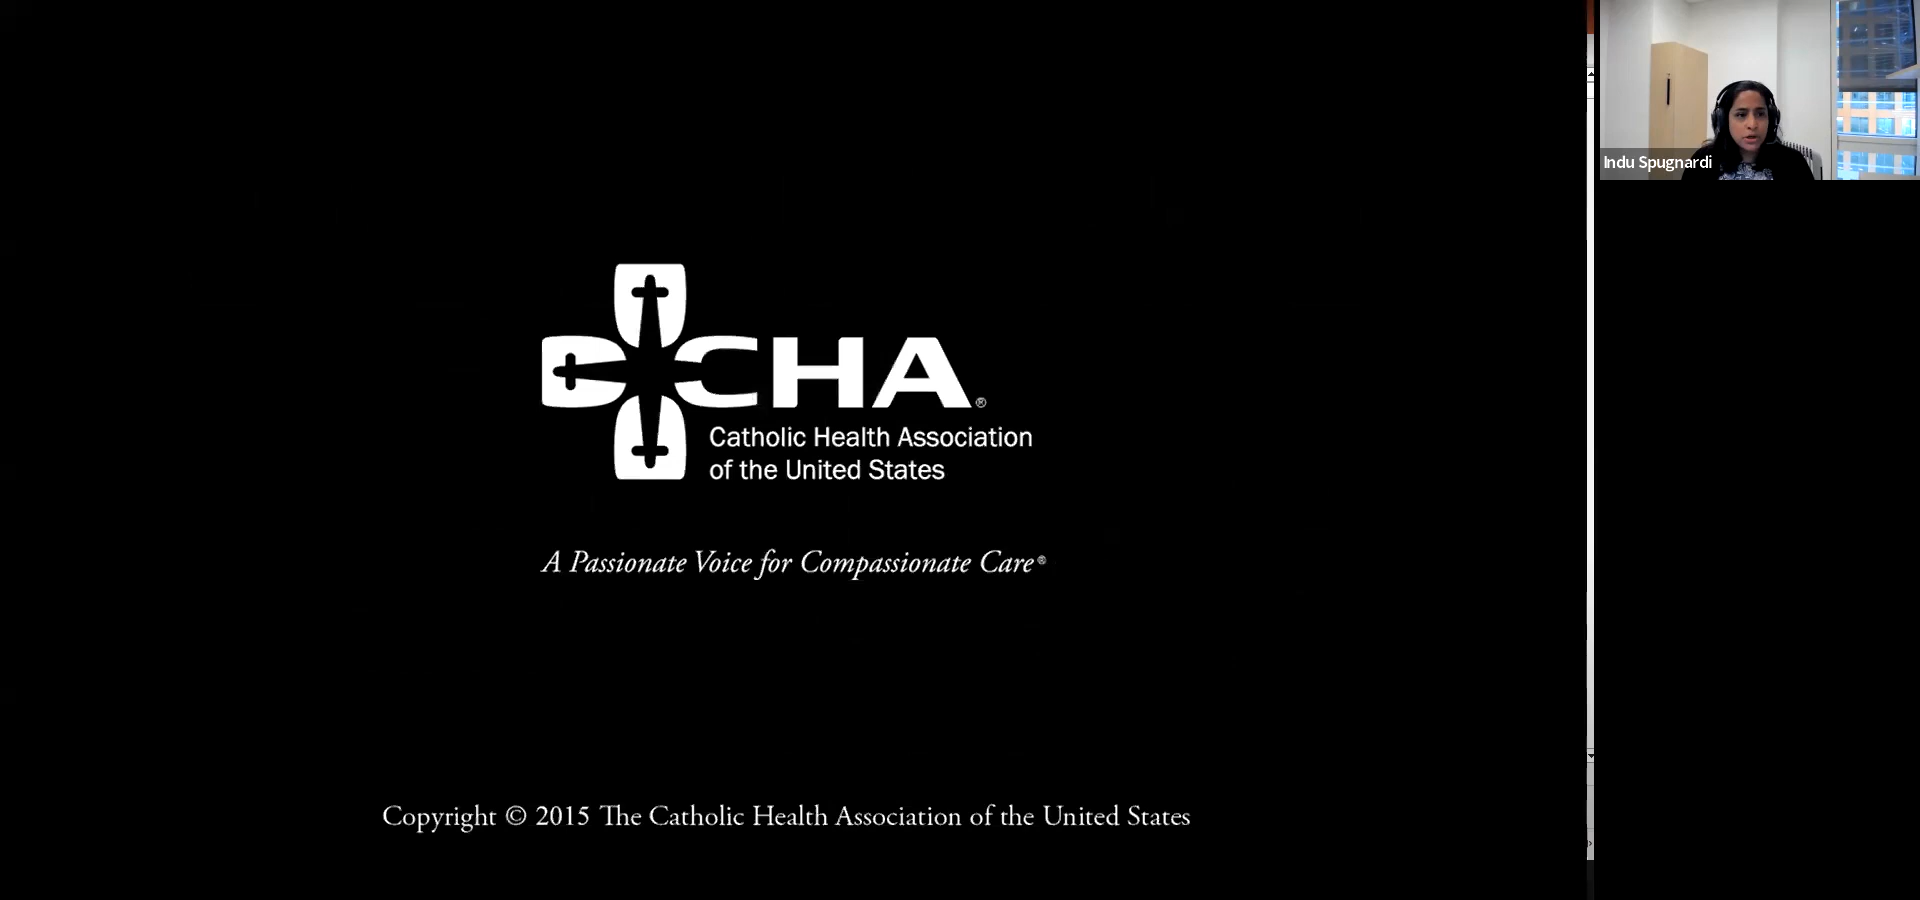 Indu Spugnardi
CHA®
Catholic Health Association
of the United States
A Passionate Voice for Compassionate Care®
Copyright © 2015 The Catholic Health Association of the United States